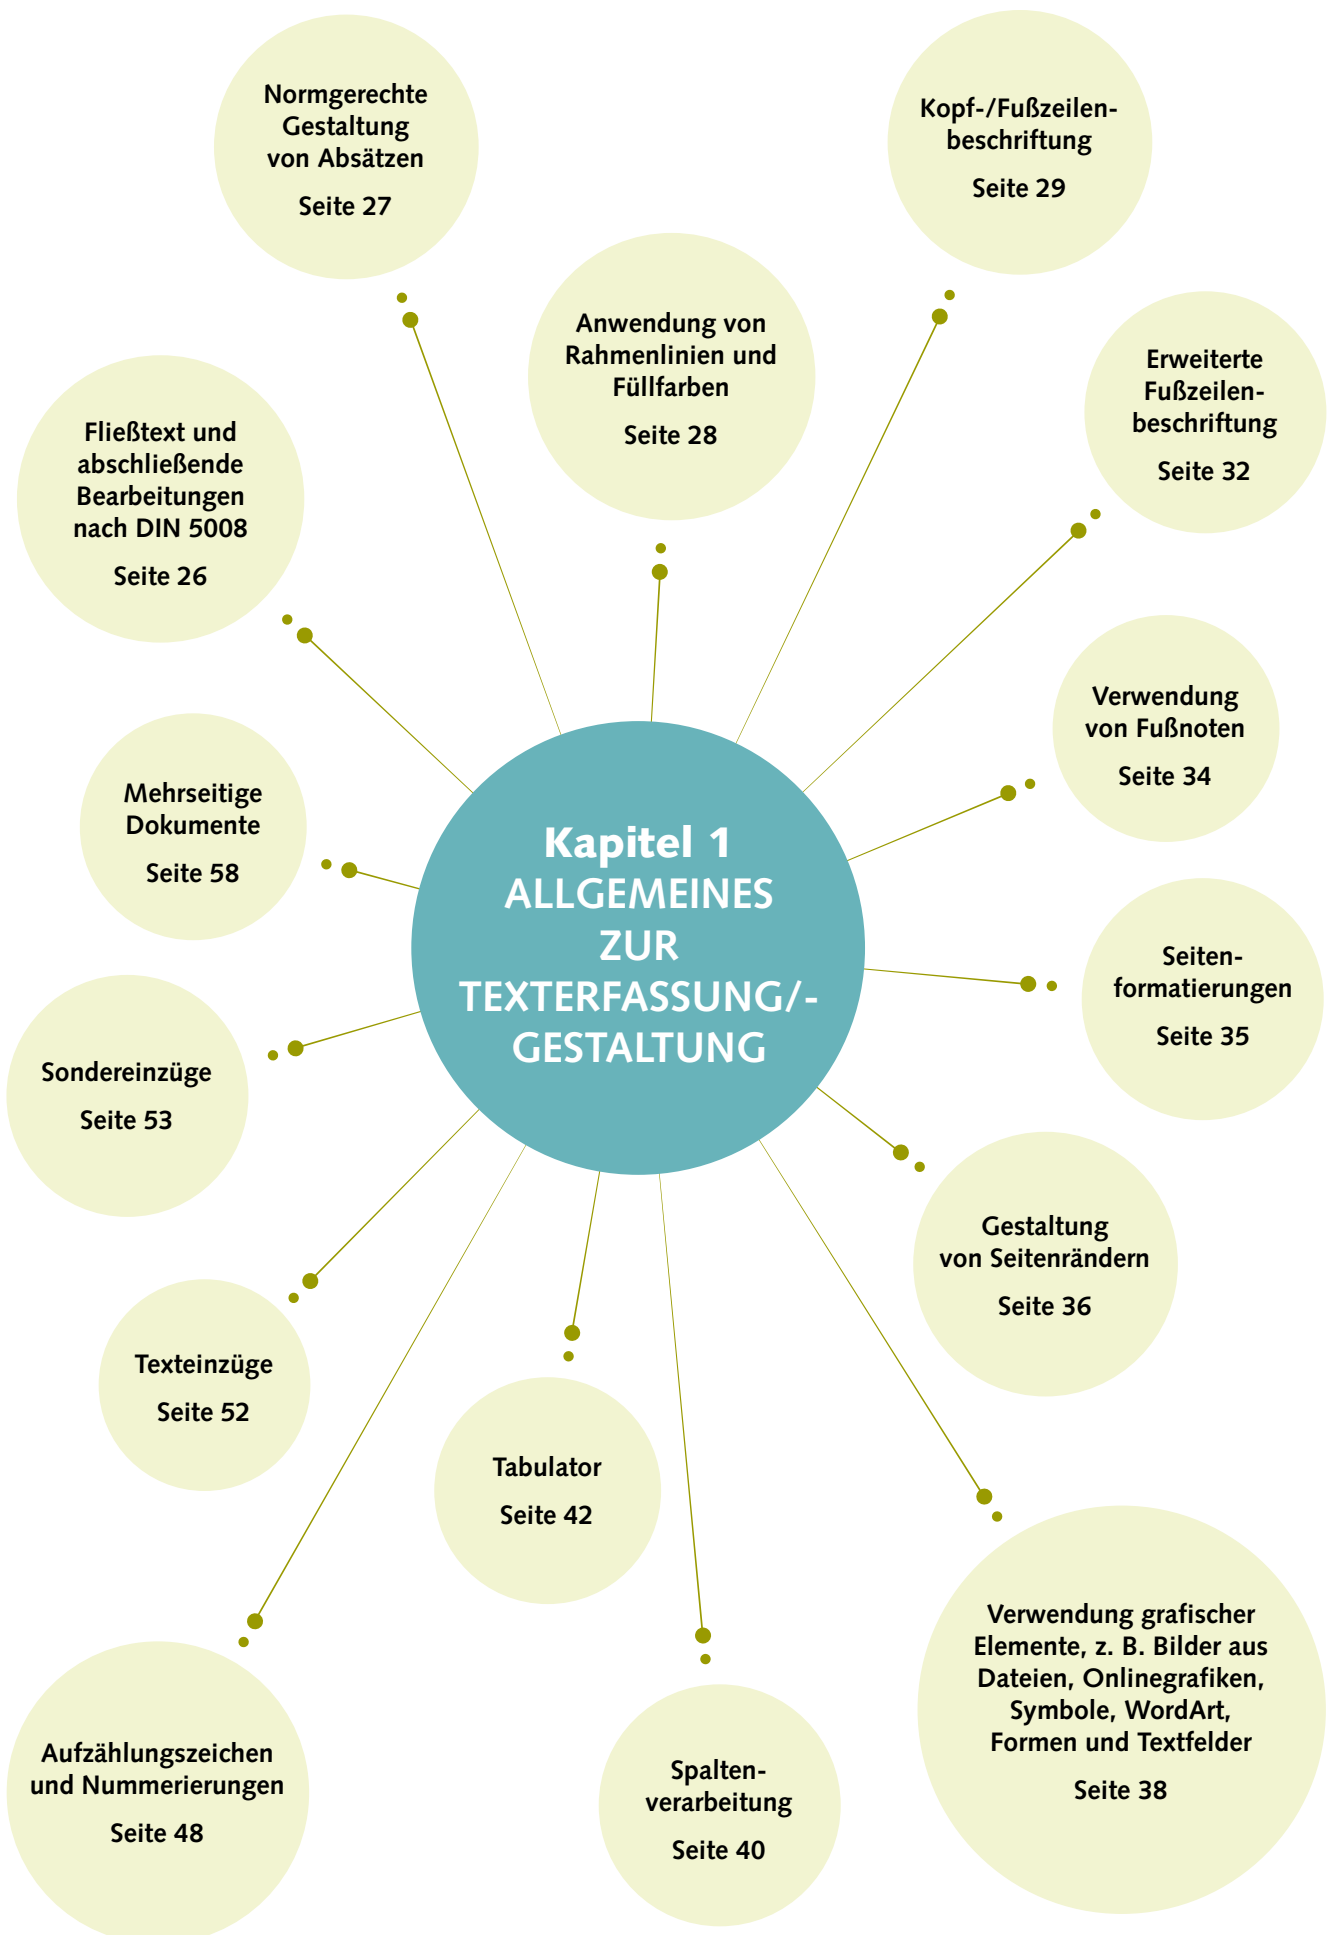 Normgerechte
Gestaltung
von Absätzen
Seite 27
Kopf-/Fußzeilen-
beschriftung
Seite 29
Anwendung von
Rahmenlinien und
Füllfarben
Seite 28
Erweiterte
Fußzeilen-
beschriftung
Seite 32
Fließtext und
abschließende
Bearbeitungen
nach DIN 5008
Seite 26
Verwendung
von Fußnoten
Seite 34
Mehrseitige
Dokumente
Seite 58
Kapitel 1
ALLGEMEINES
ZUR
TEXTERFASSUNG/-
GESTALTUNG
Seiten-
formatierungen
Seite 35
Sondereinzüge
Seite 53
Gestaltung
von Seitenrändern
Seite 36
Texteinzüge
Seite 52
Tabulator
Seite 42
Verwendung grafischer
Elemente, z. B. Bilder aus
Dateien, Onlinegrafiken,
Symbole, WordArt,
Formen und Textfelder
Seite 38
Aufzählungszeichen
und Nummerierungen
Seite 48
Spalten-
verarbeitung
Seite 40